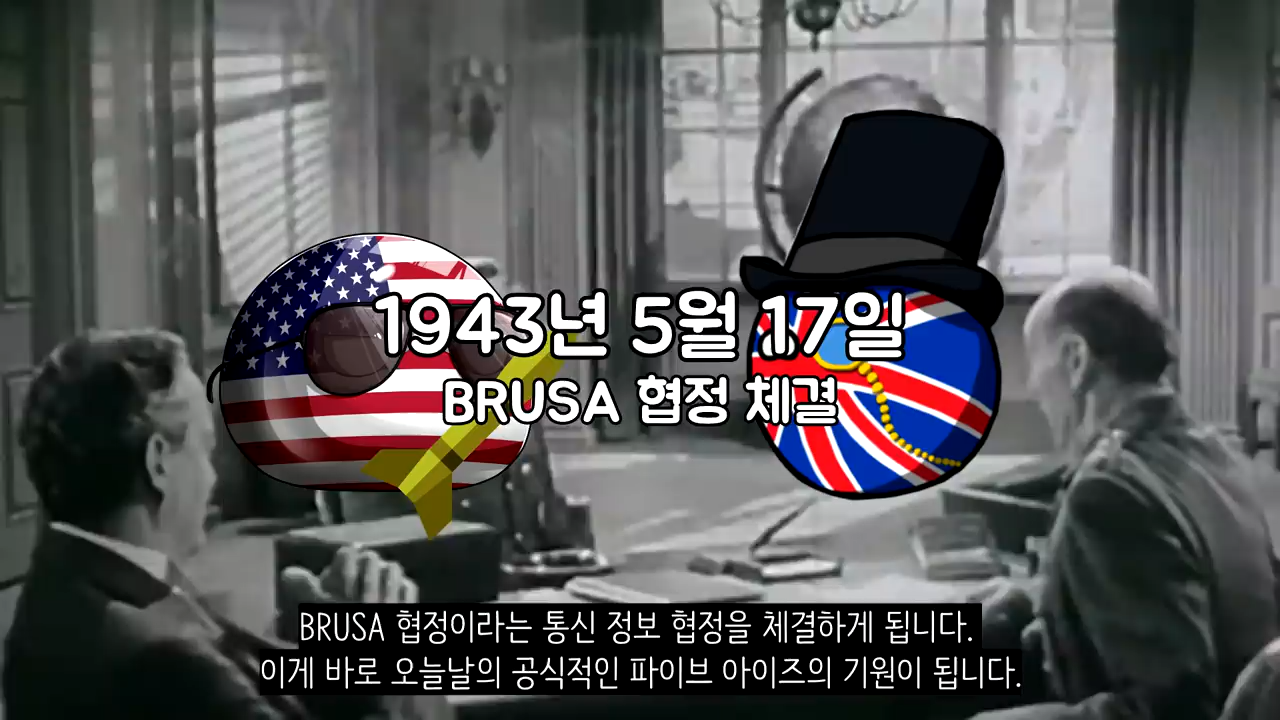 1943년 5월 17일
BRUSA 협정 체결
BRUSA 협정이라는 통신 정보 협정을 체결하게 됩니다.
이게 바로 오늘날의 공식적인 파이브 아이즈의 기원이 됩니다.